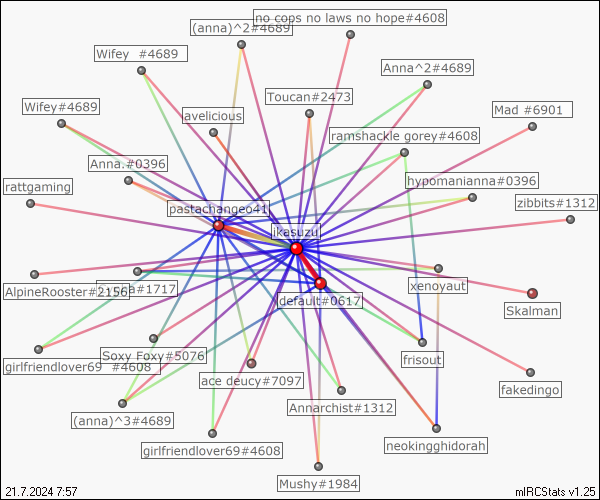 no cops no laws no hope#4608
(anna)^2#4689
Wifey  #4689
Anna^2#4689
Toucan#2473
Wifey#4689
Mad #6901
avelicious
ramshackle gorey#4608
Anna.#0396
hypomanianna#0396
rattgaming
zibbits#1312
pastachangeo41
ikasuzu
xenoyaut
AlpineRooster#2156
#1717
default#0617
Skalman
Soxy Foxy#5076
frisout
girlfriendlover69  #4608
ace deucy#7097
fakedingo
Annarchist#1312
(anna)^3#4689
neokingghidorah
girlfriendlover69#4608
Mushy#1984
21.7.2024 7:57
mIRCStats v1.25